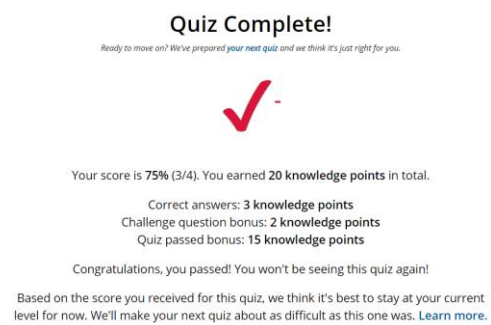 Quiz Complete!
Ready to move on? We've prepared your next quiz and we think it's just right for you.
Your score is 75% (3/4). You earned 20 knowledge points in total.
Correct answers: 3 knowledge points
Challenge question bonus: 2 knowledge points
Quiz passed bonus: 15 knowledge points
Congratulations, you passed! You won't be seeing this quiz again!
Based on the score you received for this quiz, we think it's best to stay at your current
level for now. We'll make your next quiz about as difficult as this one was. Learn more.